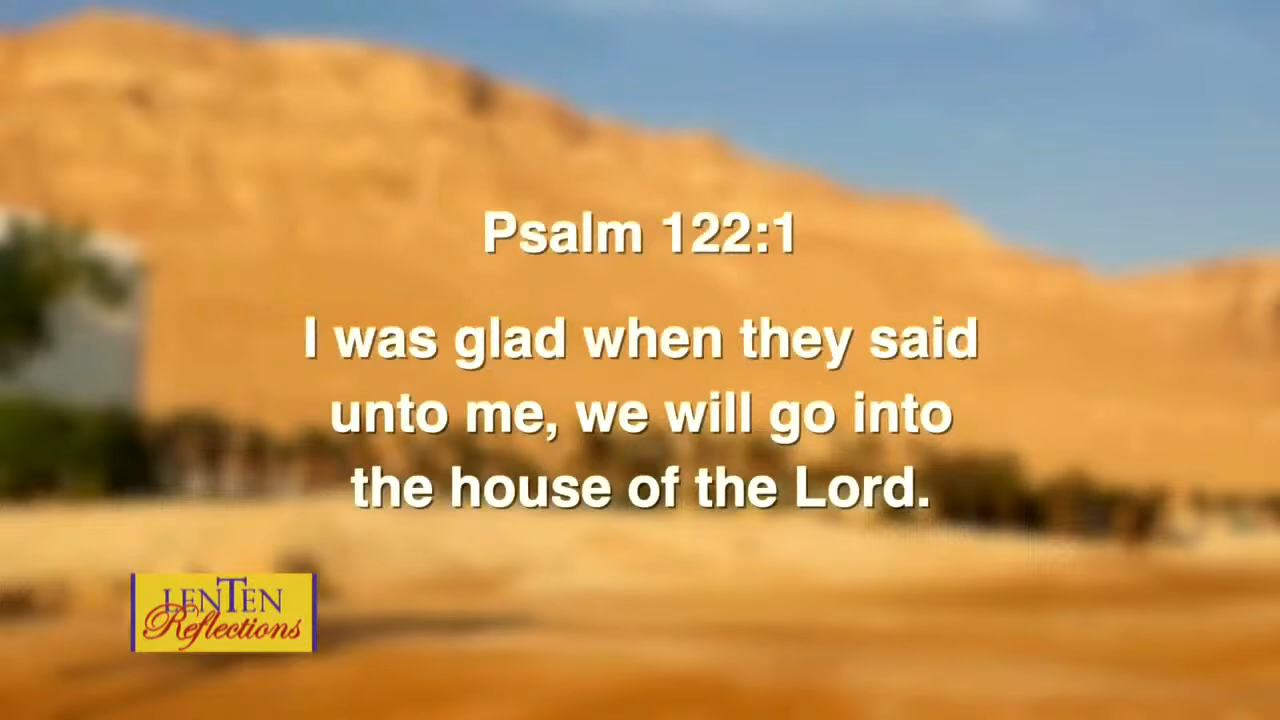 Psalm 122:1
I was glad when they said
unto me, we will go into
the house of the Lord.
LENTEN
Reflections